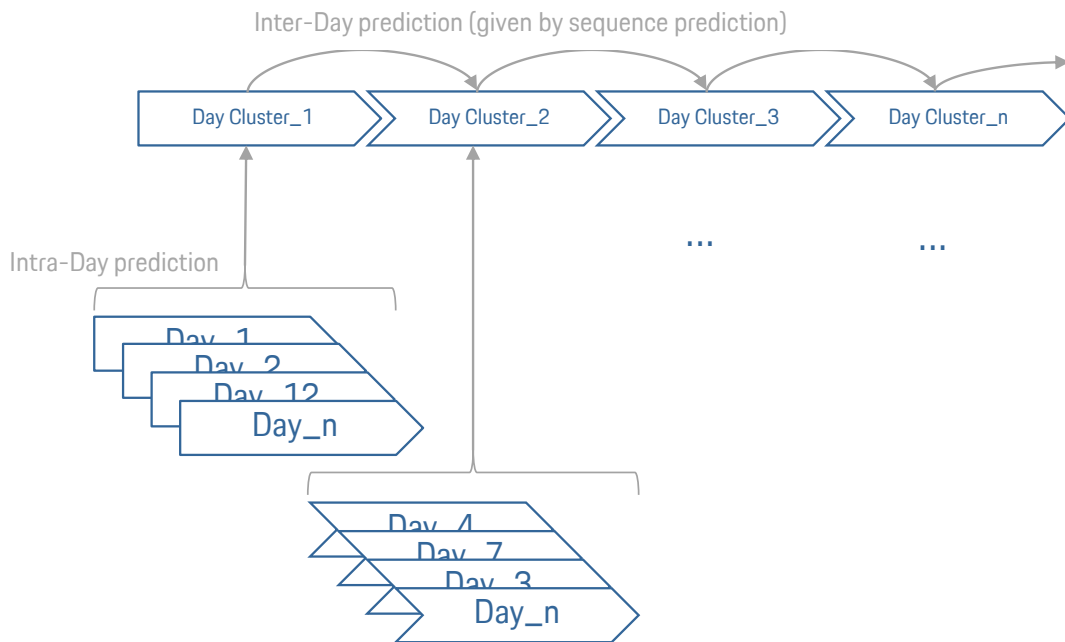 Inter-Day prediction (given by sequence prediction)
Day Cluster_1
Day Cluster_2
Day Cluster_3
Day Cluster_n
...
...
Intra-Day prediction
Day_1
Day_2
Day_12
Day_n
Day_4
Day_7
Day_3
Day_n